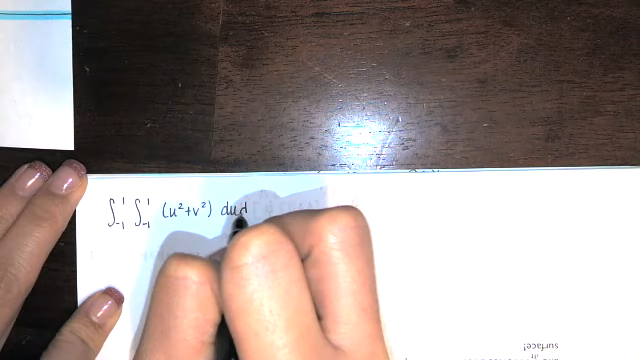 ∫₋₁¹ ∫₋₁¹ (u²+v²) dud
surface!